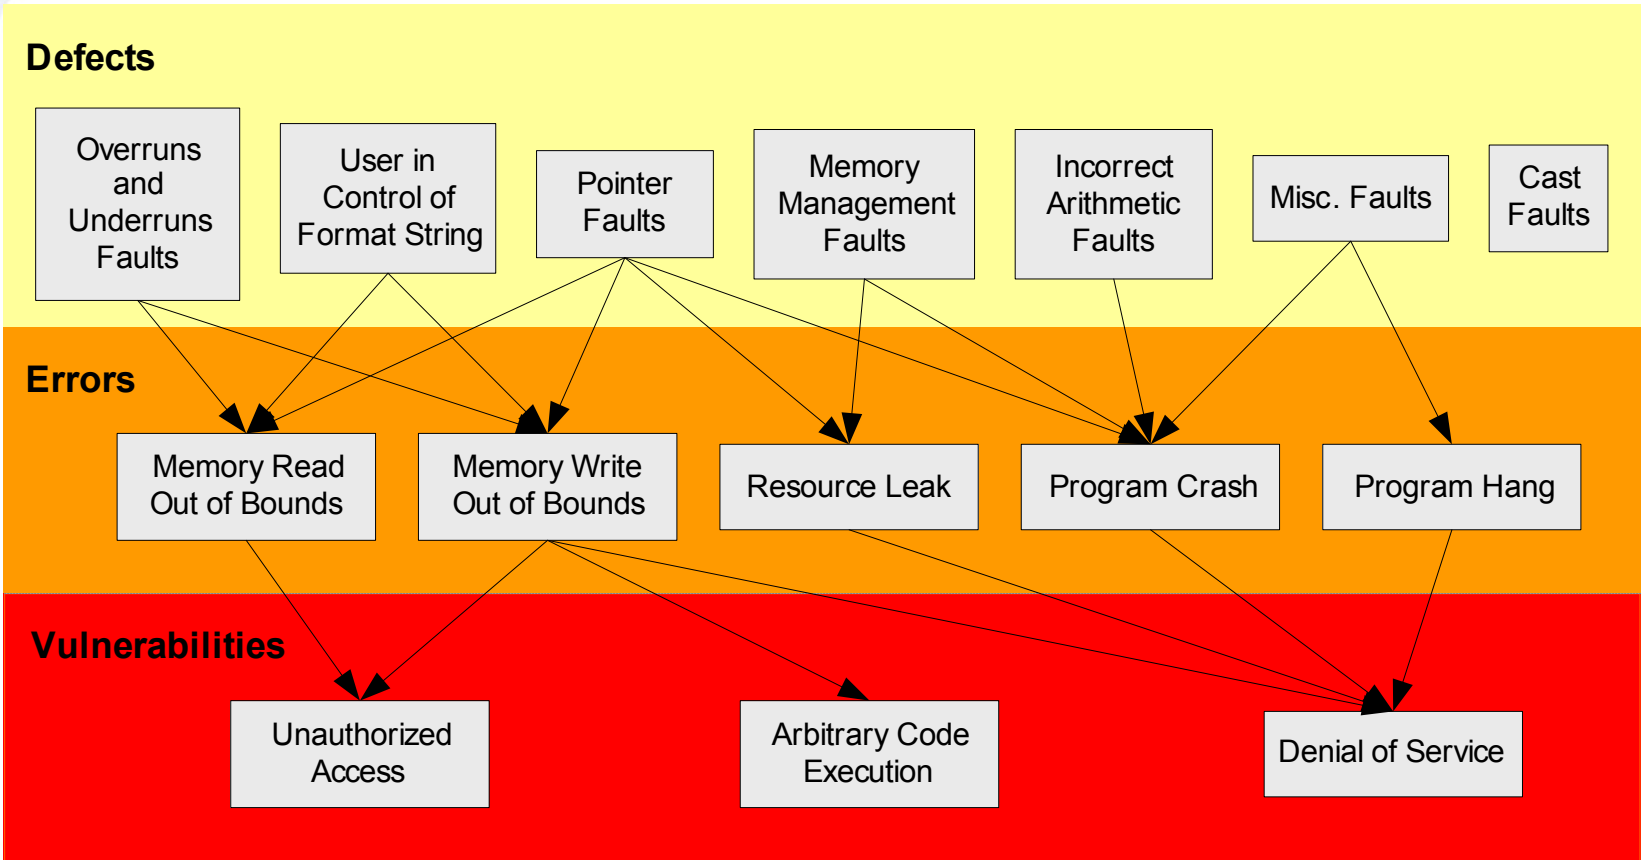 Defects
Overruns
and
Underruns
Faults
User in
Control of
Format String
Pointer
Faults
Memory
Management
Faults
Incorrect
Arithmetic
Faults
Misc. Faults
Cast
Faults
Errors
Memory Read
Out of Bounds
Memory Write
Out of Bounds
Resource Leak
Program Crash
Program Hang
Vulnerabilities
Unauthorized
Access
Arbitrary Code
Execution
Denial of Service